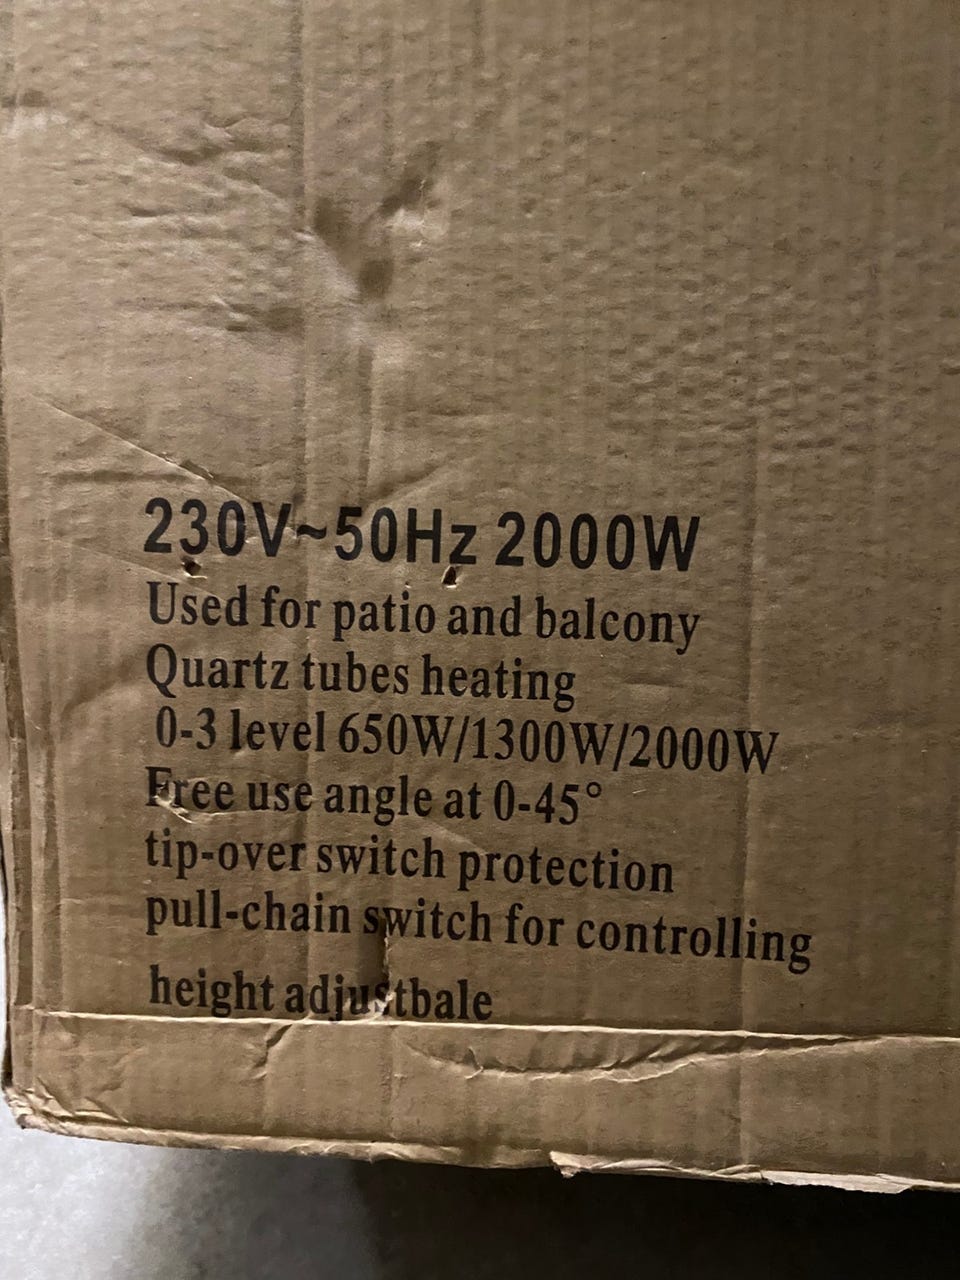 230V~50Hz 2000W
Used for patio and balcony
Quartz tubes heating
0-3 level 650W/1300W/2000W
Free use angle at 0-45°
tip-over switch protection
pull-chain switch for controlling
height adjustbale